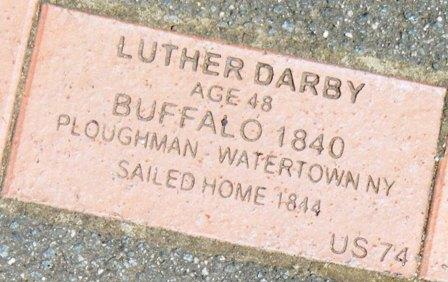 LUTHER DARBY
AGE 48
BUFFALO 1840
PLOUGHMAN WATERTOWN NY
SAILED HOME 1844
US 74